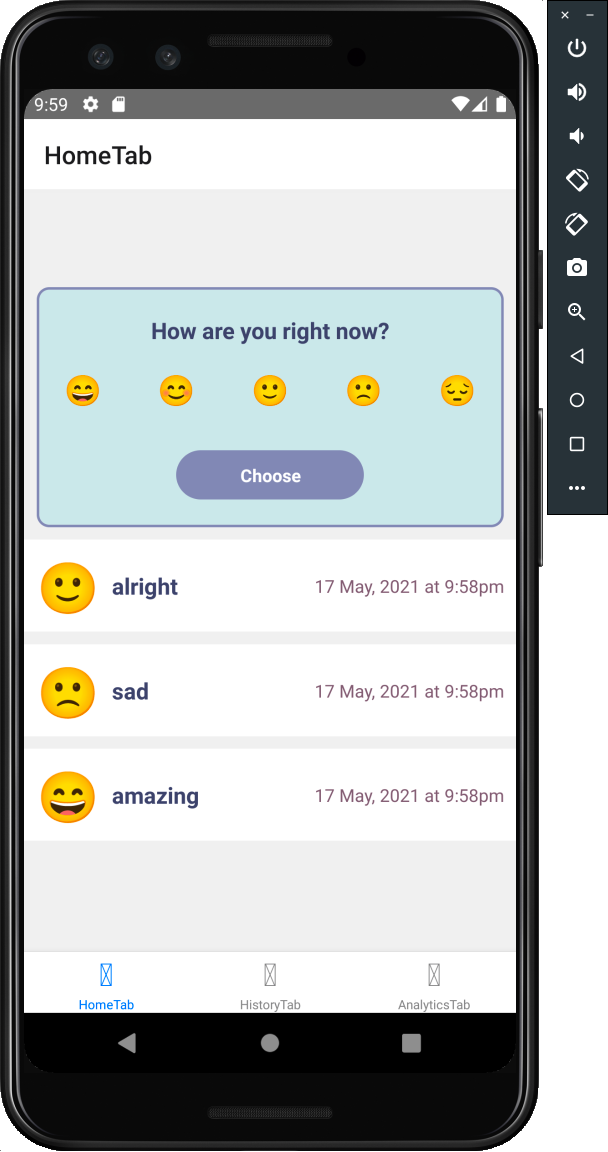 9:59
HomeTab
How are you right now?
Choose
alright 17 May, 2021 at 9:58pm
sad 17 May, 2021 at 9:58pm
amazing 17 May, 2021 at 9:58pm
HomeTab HistoryTab AnalyticsTab